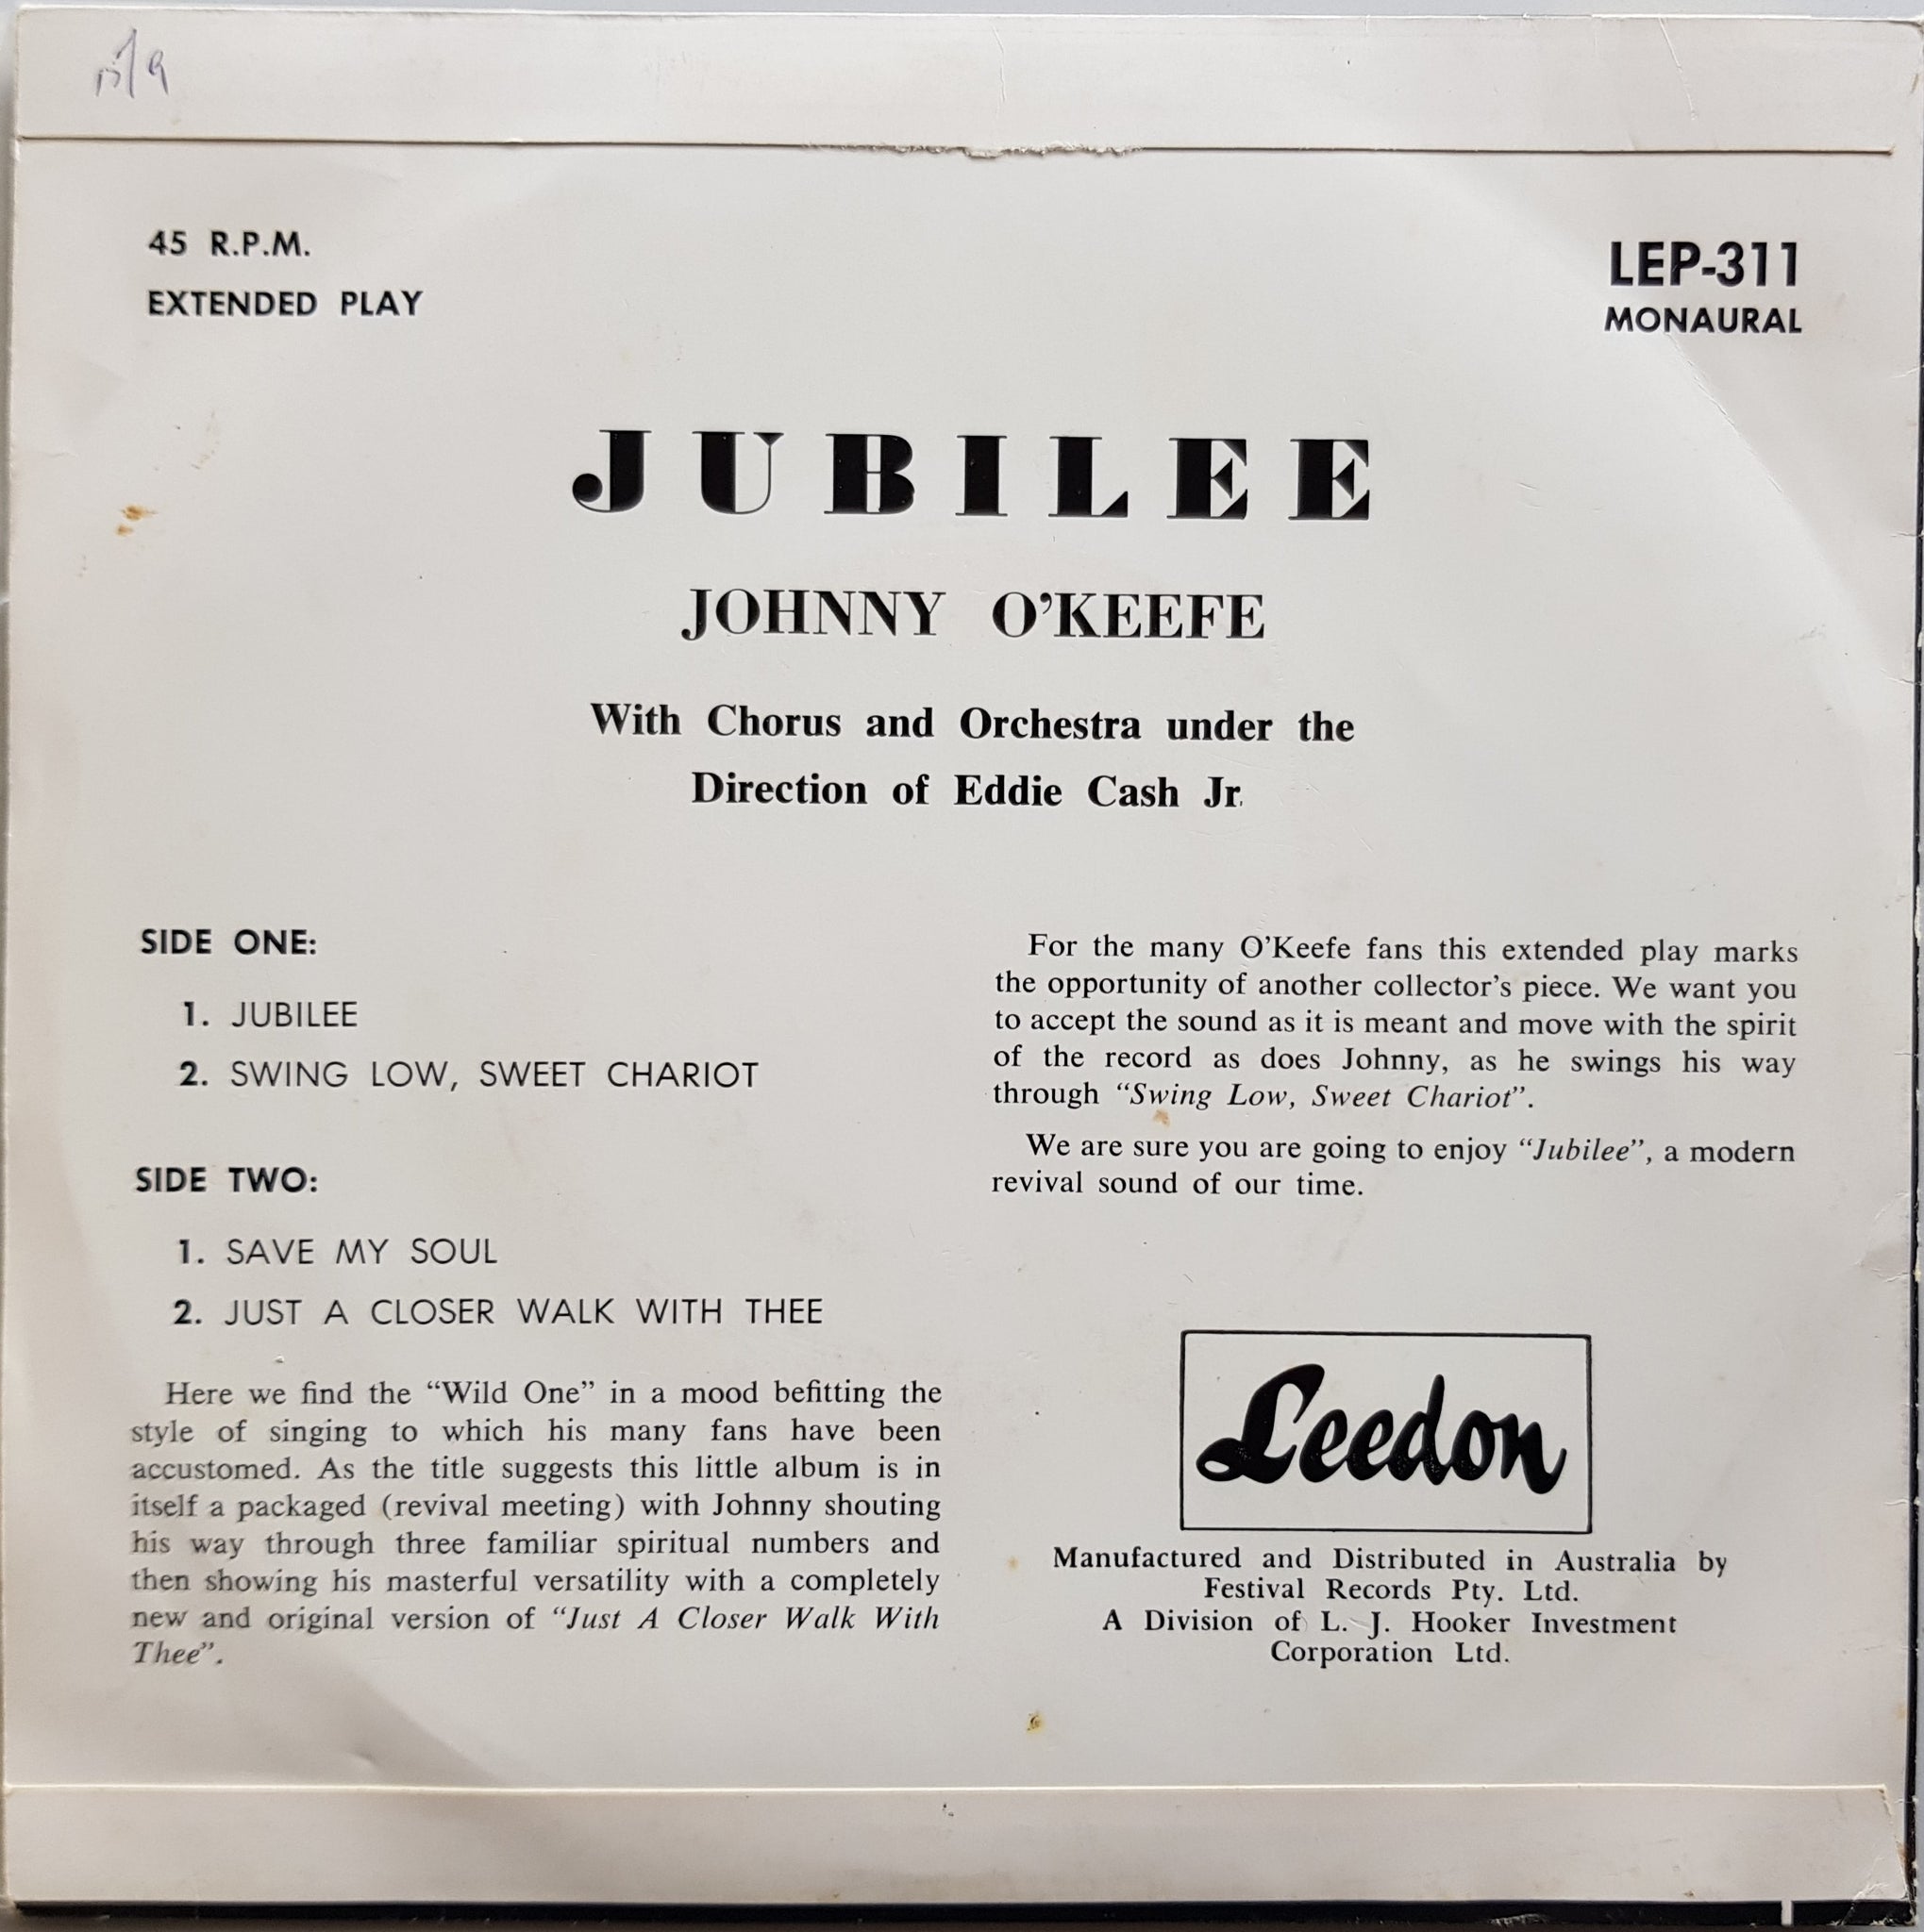 45 R.P.M.
EXTENDED PLAY
LEP-311
MONAURAL
JUBILEE
JOHNNY O’KEEFE
With Chorus and Orchestra under the
Direction of Eddie Cash Jr.
SIDE ONE:
1. JUBILEE
2. SWING LOW, SWEET CHARIOT
SIDE TWO:
1. SAVE MY SOUL
2. JUST A CLOSER WALK WITH THEE
Here we find the “Wild One” in a mood befitting the
style of singing to which his many fans have been
accustomed. As the title suggests this little album is in
itself a packaged (revival meeting) with Johnny shouting
his way through three familiar spiritual numbers and
then showing his masterful versatility with a completely
new and original version of “Just A Closer Walk With
Thee”.
For the many O’Keefe fans this extended play marks
the opportunity of another collector’s piece. We want you
to accept the sound as it is meant and move with the spirit
of the record as does Johnny, as he swings his way
through “Swing Low, Sweet Chariot”.
We are sure you are going to enjoy “Jubilee”, a modern
revival sound of our time.
Leedon
Manufactured and Distributed in Australia by
Festival Records Pty. Ltd.
A Division of L. J. Hooker Investment
Corporation Ltd.